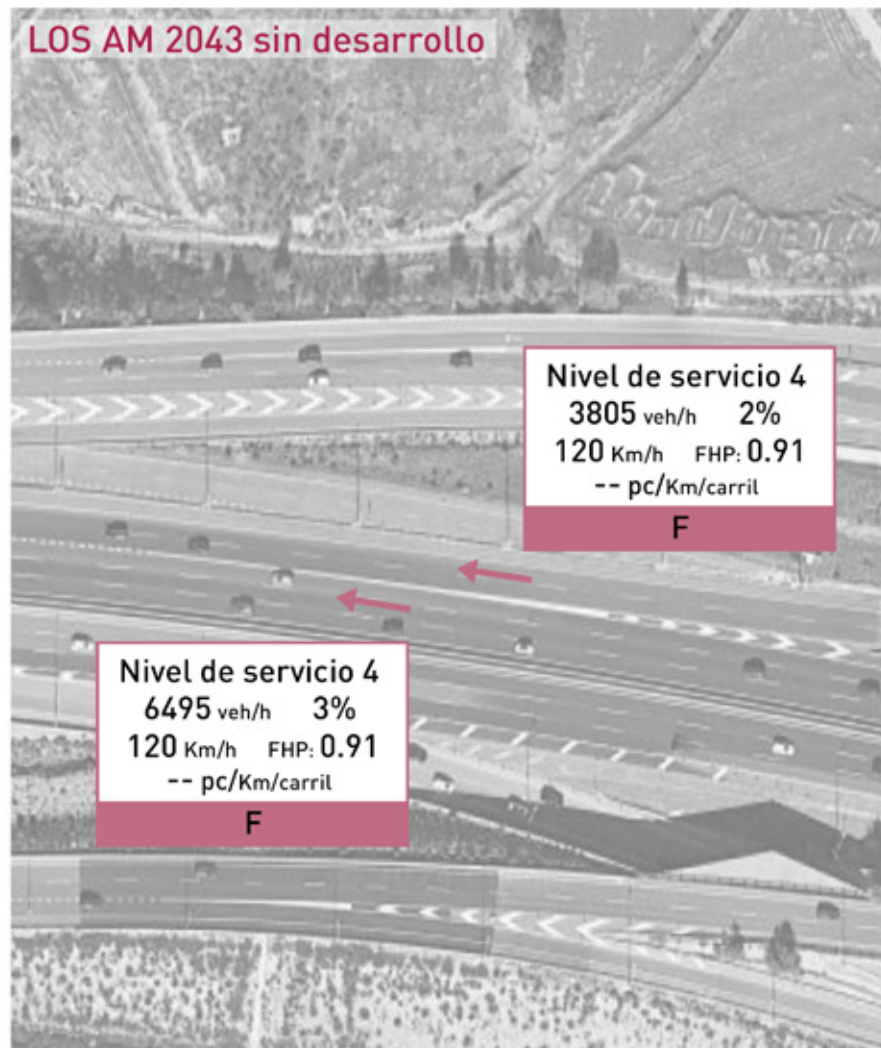 LOS AM 2043 sin desarrollo
Nivel de servicio 4
3805 veh/h 2%
120 Km/h FHP: 0.91
-- pc/Km/carril
F
Nivel de servicio 4
6495 veh/h 3%
120 Km/h FHP: 0.91
-- pc/Km/carril
F